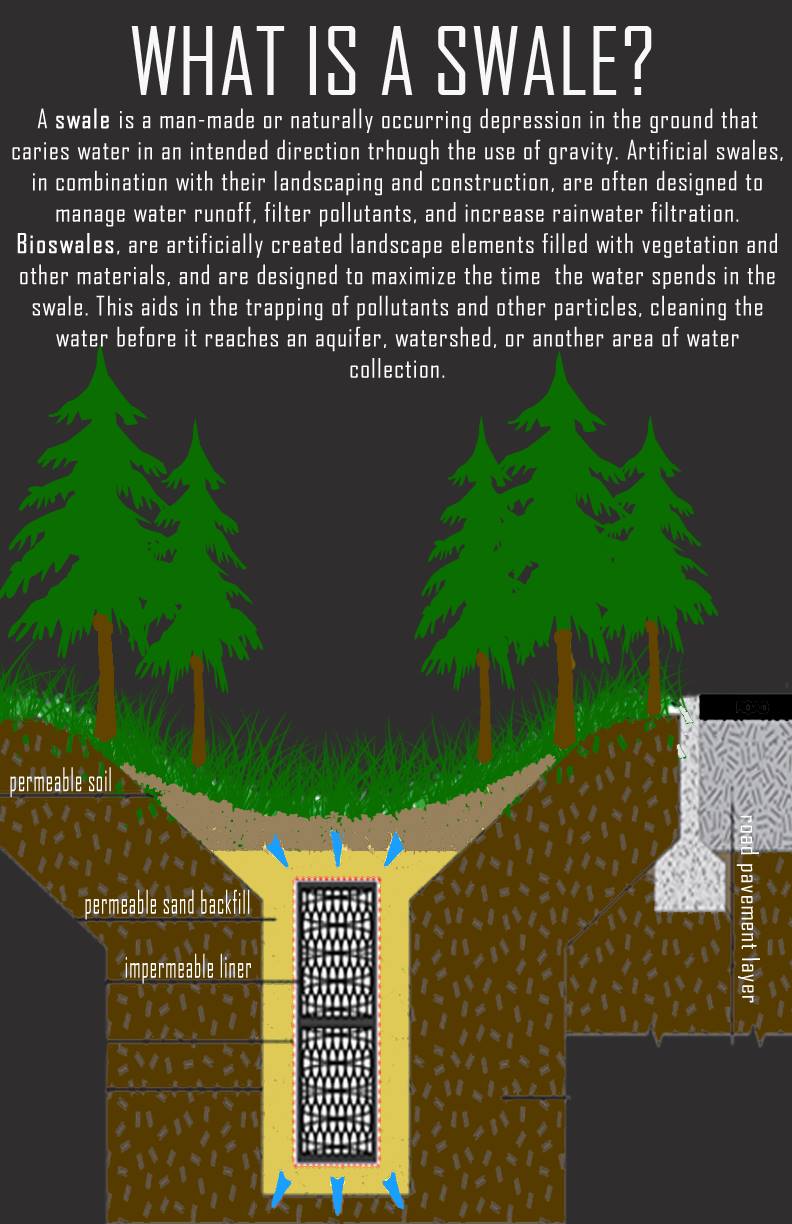 WHAT IS A SWALE?
A swale is a man-made or naturally occurring depression in the ground that
caries water in an intended direction trhough the use of gravity. Artificial swales,
in combination with their landscaping and construction, are often designed to
manage water runoff, filter pollutants, and increase rainwater filtration.
Bioswales, are artificially created landscape elements filled with vegetation and
other materials, and are designed to maximize the time the water spends in the
swale. This aids in the trapping of pollutants and other particles, cleaning the
water before it reaches an aquifer, watershed, or another area of water
collection.
ROAD
permeable soil
road pavement layer
permeable sand backfill
impermeable liner